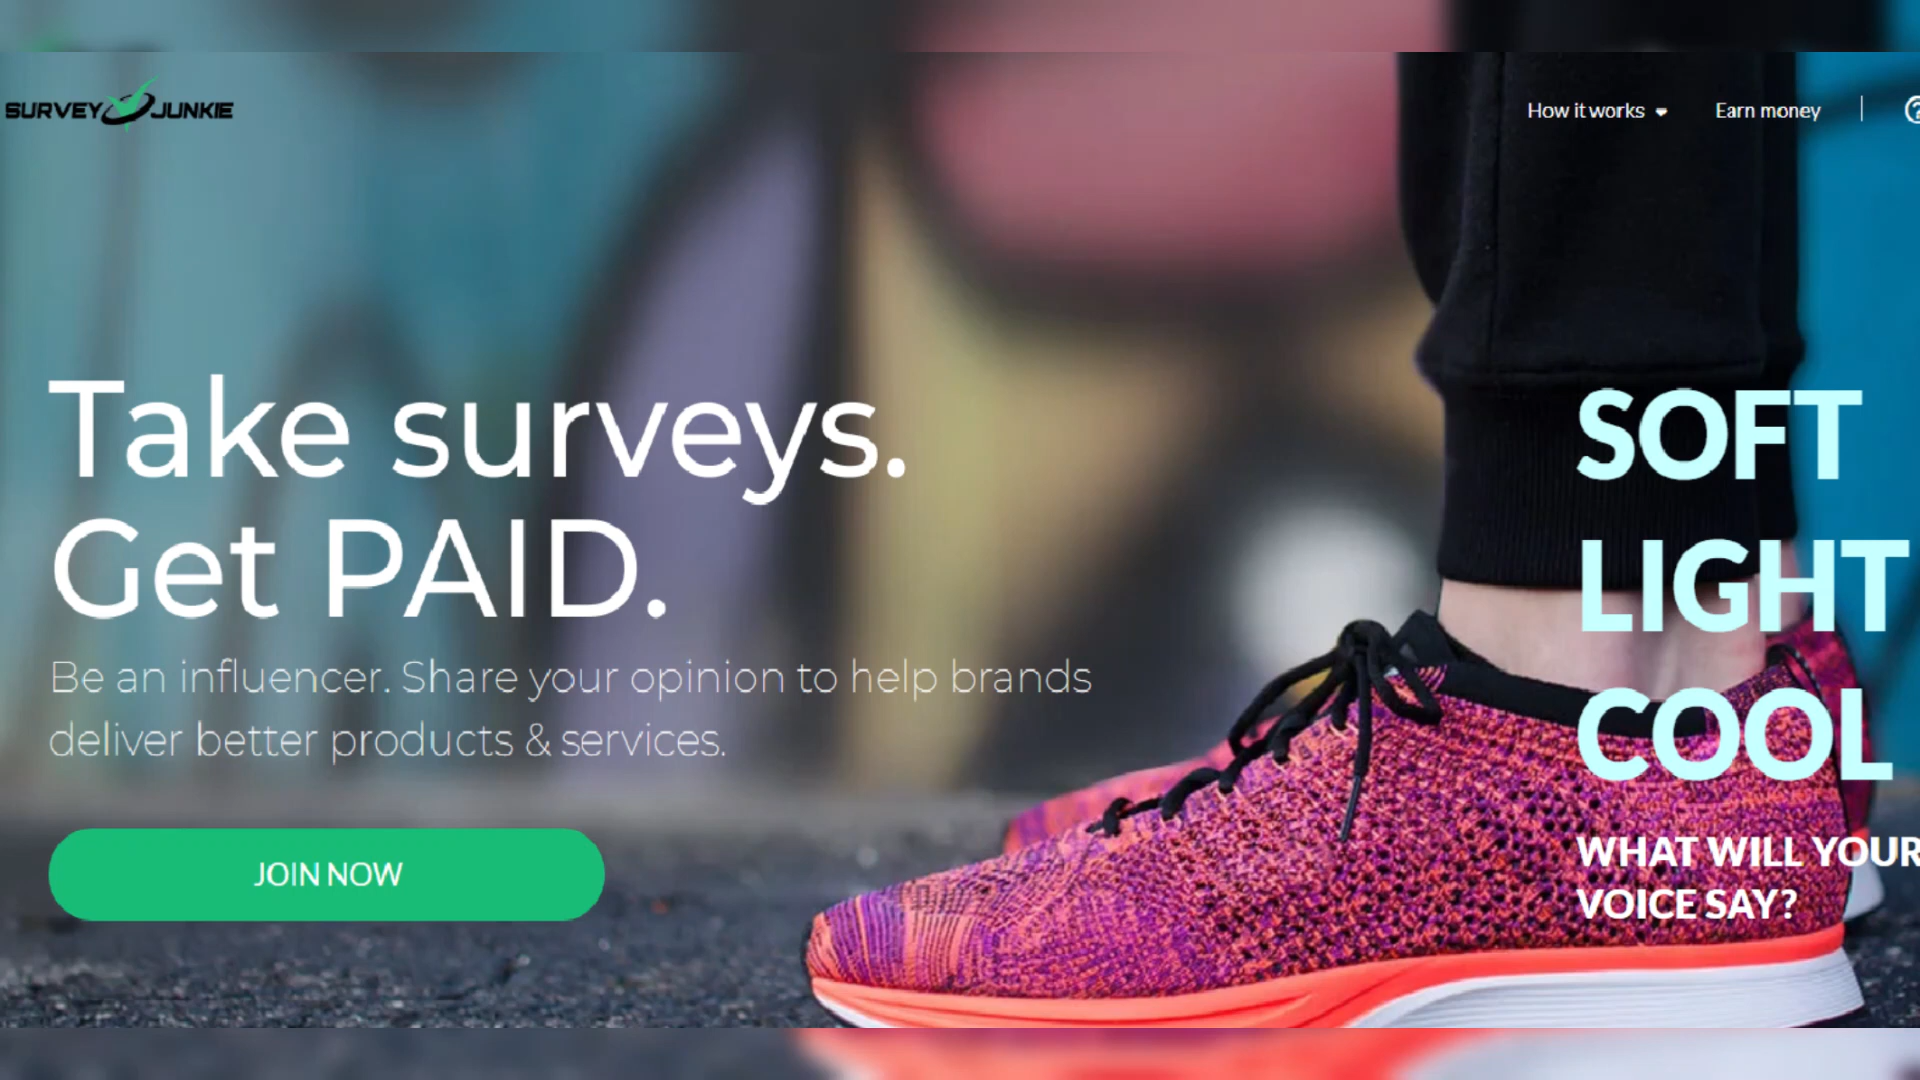 SURVEY JUNKIE
How it works
Earn money
Take surveys.
Get PAID.
Be an influencer. Share your opinion to help brands
deliver better products & services.
JOIN NOW
SOFT
LIGHT
COOL
WHAT WILL YOUR
VOICE SAY?